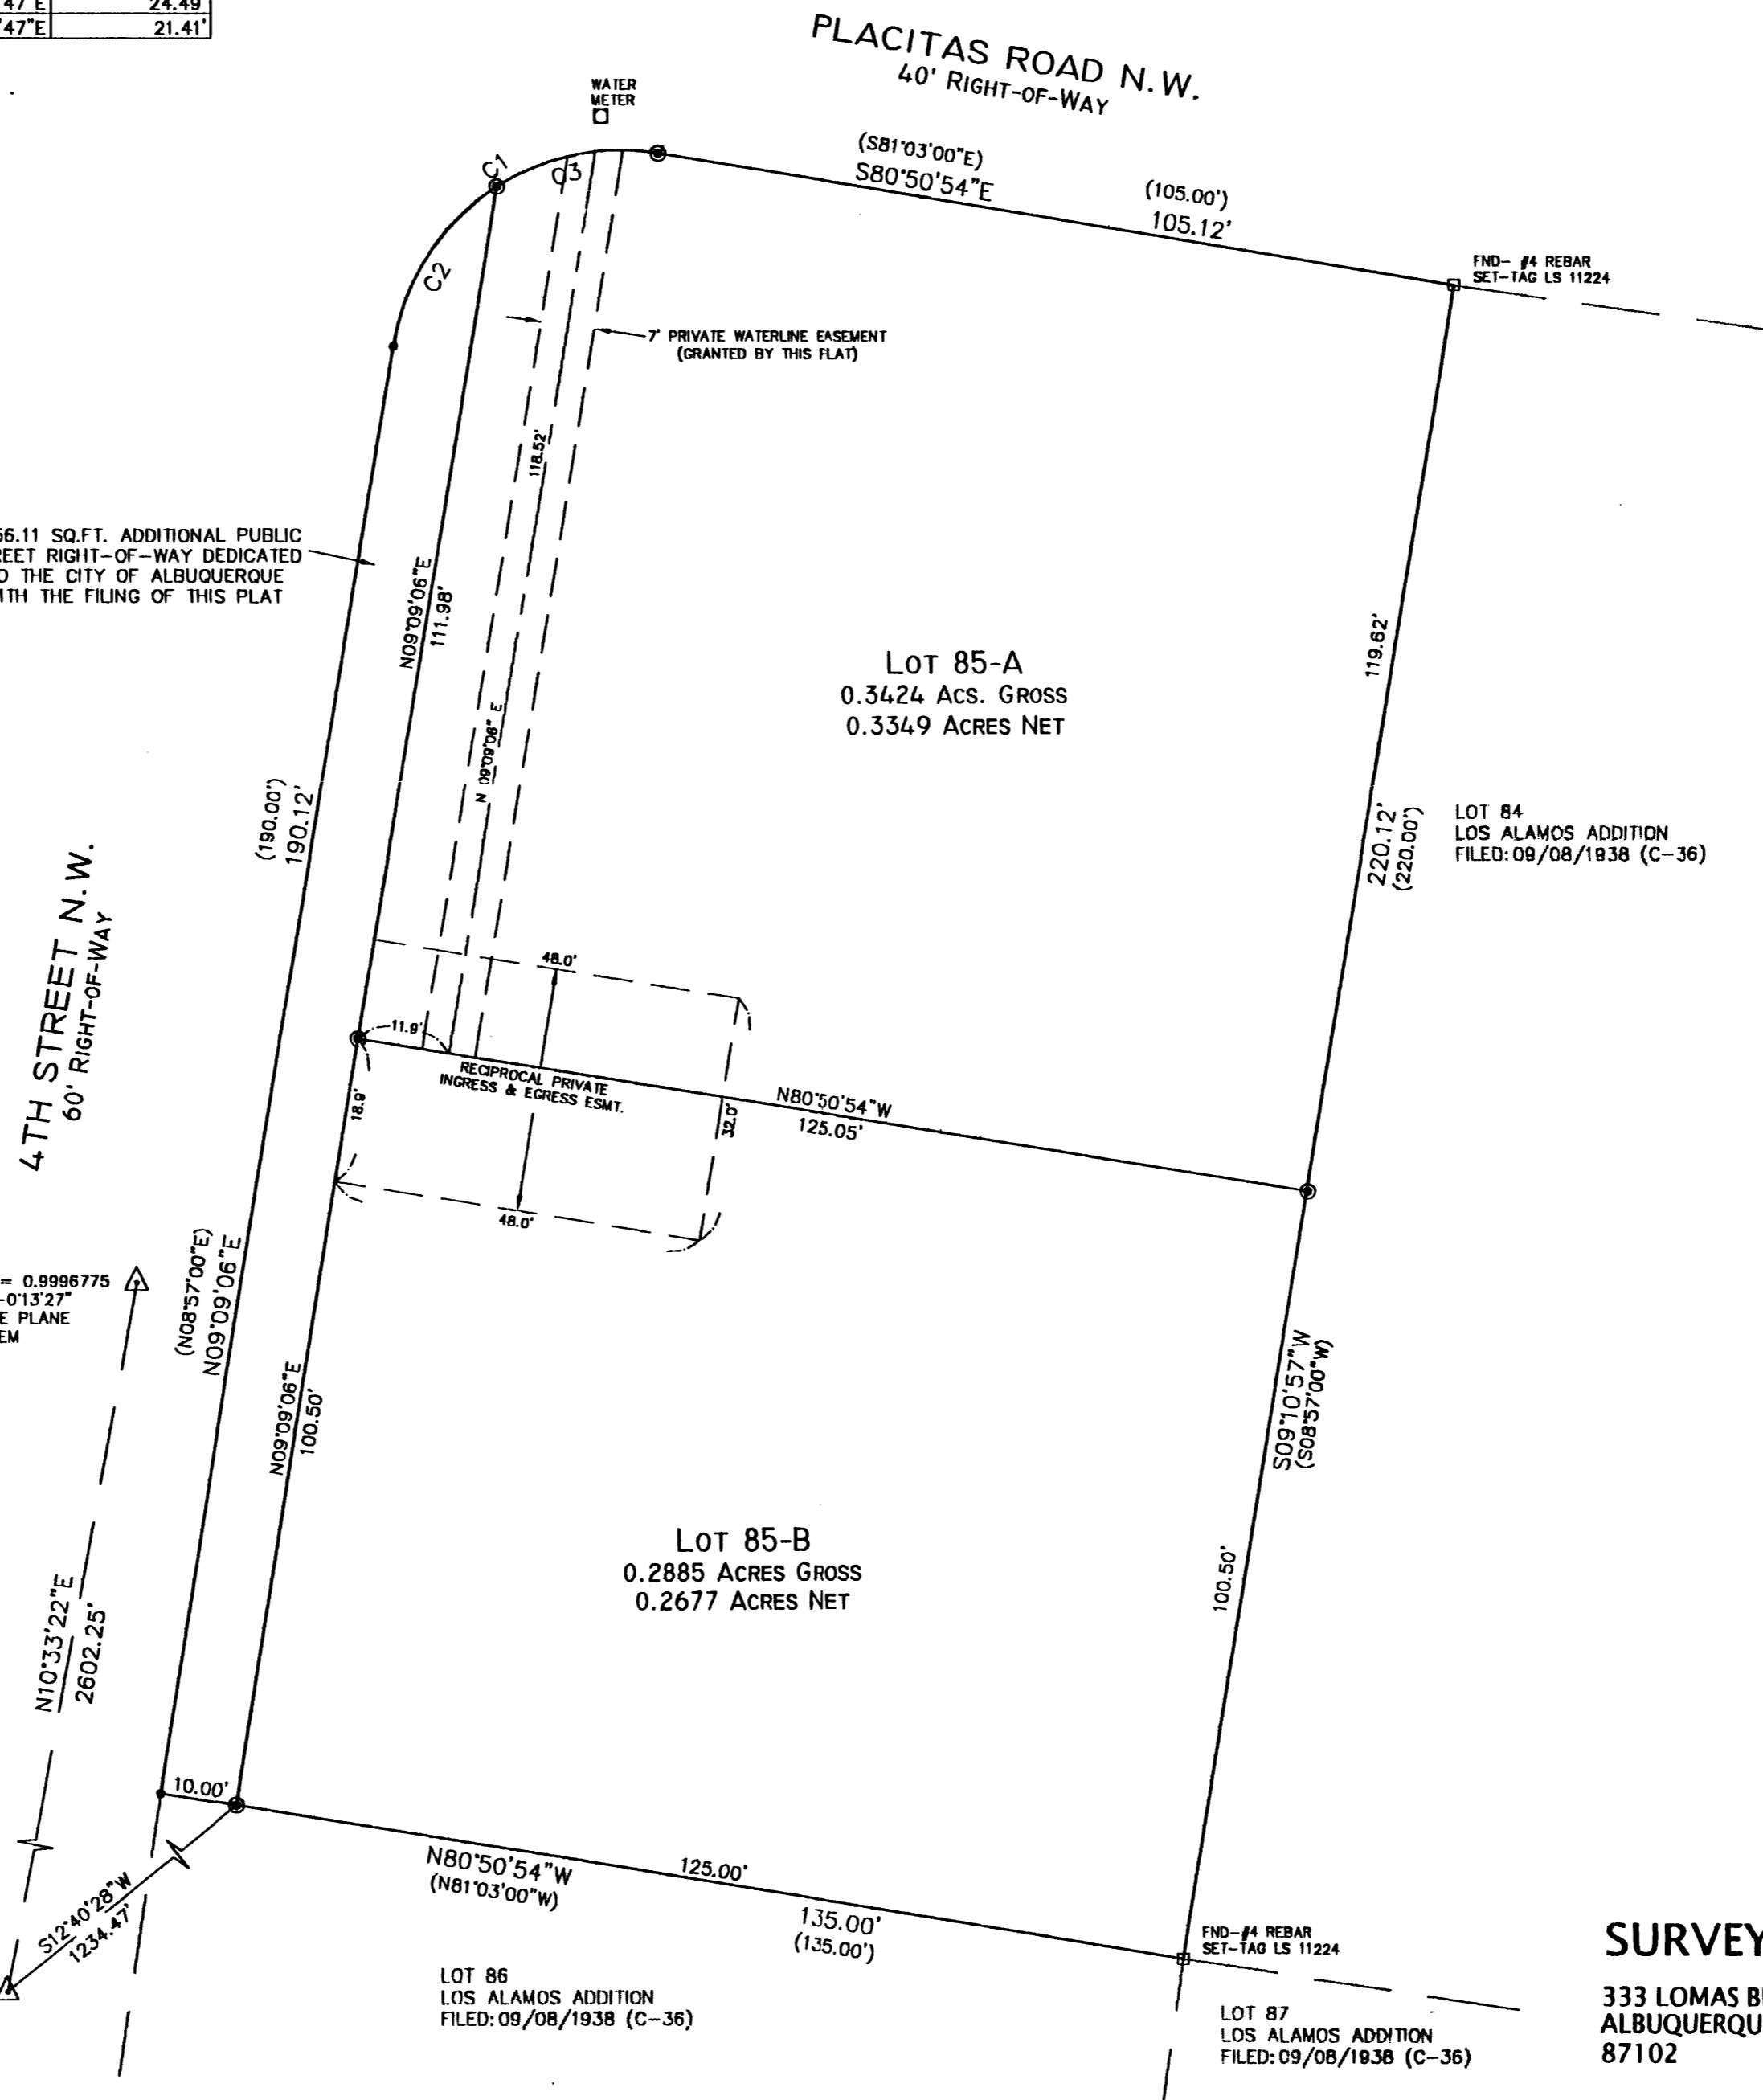 24.49
'47"E 21.41'
PLACITAS ROAD N.W.
40' RIGHT-OF-WAY
WATER
METER
C1
C3
C2
(S81°03'00"E)
S80°50'54"E
(105.00')
105.12'
FND- #4 REBAR
SET-TAG LS 11224
7' PRIVATE WATERLINE EASEMENT
(GRANTED BY THIS PLAT)
118.52'
56.11 SQ.FT. ADDITIONAL PUBLIC
REET RIGHT-OF-WAY DEDICATED
O THE CITY OF ALBUQUERQUE
ITH THE FILING OF THIS PLAT
N09°09'06"E
111.98'
N 09°09'06" E
LOT 85-A
0.3424 ACS. GROSS
0.3349 ACRES NET
119.62'
(190.00')
190.12'
220.12'
(220.00')
LOT 84
LOS ALAMOS ADDITION
FILED: 09/08/1938 (C-36)
4TH STREET N.W.
60' RIGHT-OF-WAY
48.0'
11.9'
RECIPROCAL PRIVATE
INGRESS & EGRESS ESMT.
18.9'
32.0'
N80°50'54"W
125.05'
48.0'
(N08°57'00"E)
N09°09'06"E
= 0.9996775
-0°13'27"
E PLANE
EM
N09°09'06"E
100.50'
S09°10'57"W
(S08°57'00"W)
LOT 85-B
0.2885 ACRES GROSS
0.2677 ACRES NET
100.50'
N10°33'22"E
2602.25'
10.00'
N80°50'54"W
(N81°03'00"W)
125.00'
135.00'
(135.00')
S12°40'28"W
1234.47'
FND-#4 REBAR
SET-TAG LS 11224
LOT 86
LOS ALAMOS ADDITION
FILED: 09/08/1938 (C-36)
LOT 87
LOS ALAMOS ADDITION
FILED: 09/08/1938 (C-36)
SURVEY
333 LOMAS B
ALBUQUERQU
87102